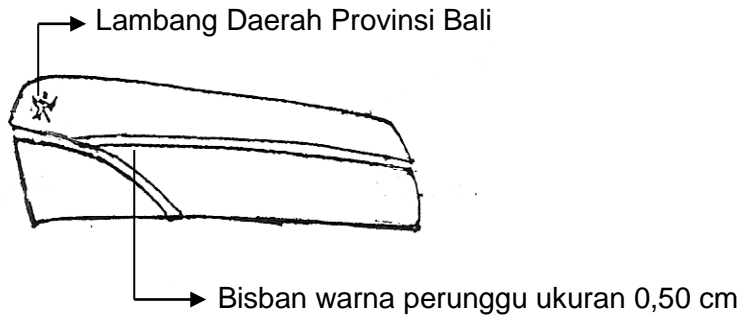 Lambang Daerah Provinsi Bali
Bisban warna perunggu ukuran 0,50 cm